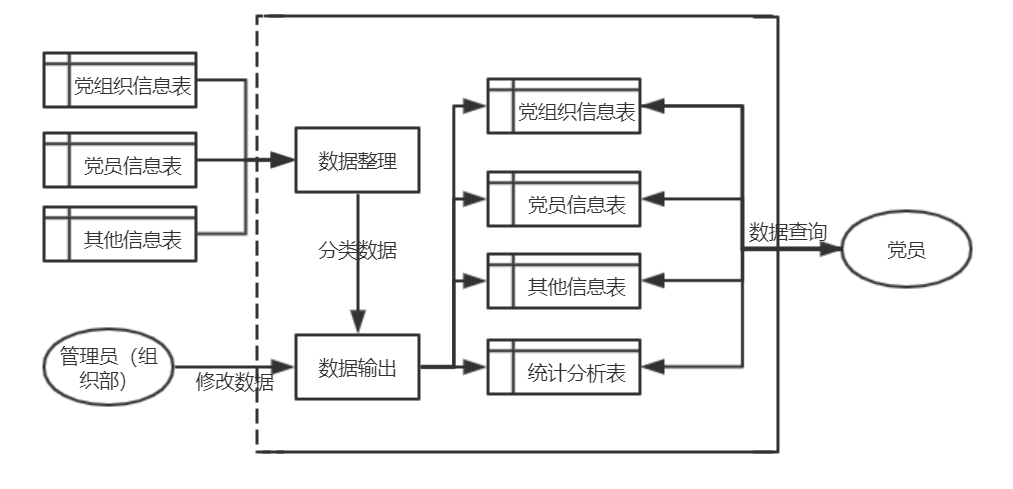 党组织信息表
党员信息表
其他信息表
管理员（组
织部）
修改数据
数据整理
分类数据
数据输出
党组织信息表
党员信息表
其他信息表
统计分析表
数据查询
党员